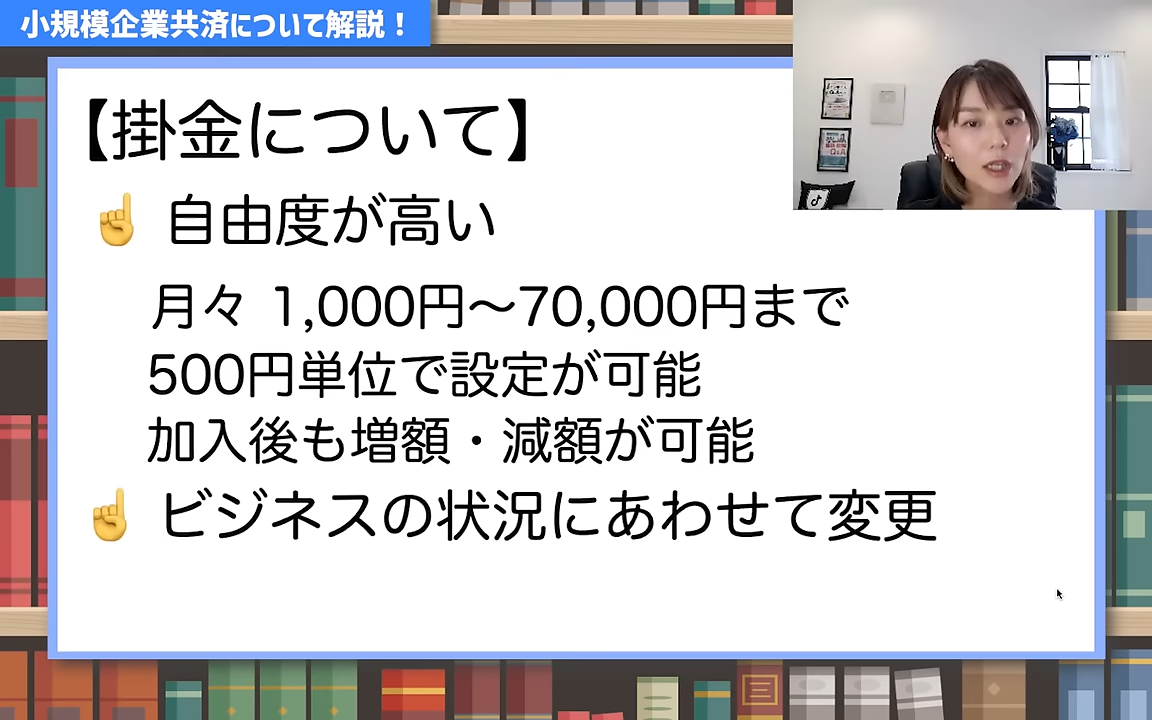 小規模企業共済について解説！
【掛金について】
☝ 自由度が高い
月々 1,000円～70,000円まで
500円単位で設定が可能
加入後も増額・減額が可能
☝ ビジネスの状況にあわせて変更
Q&A